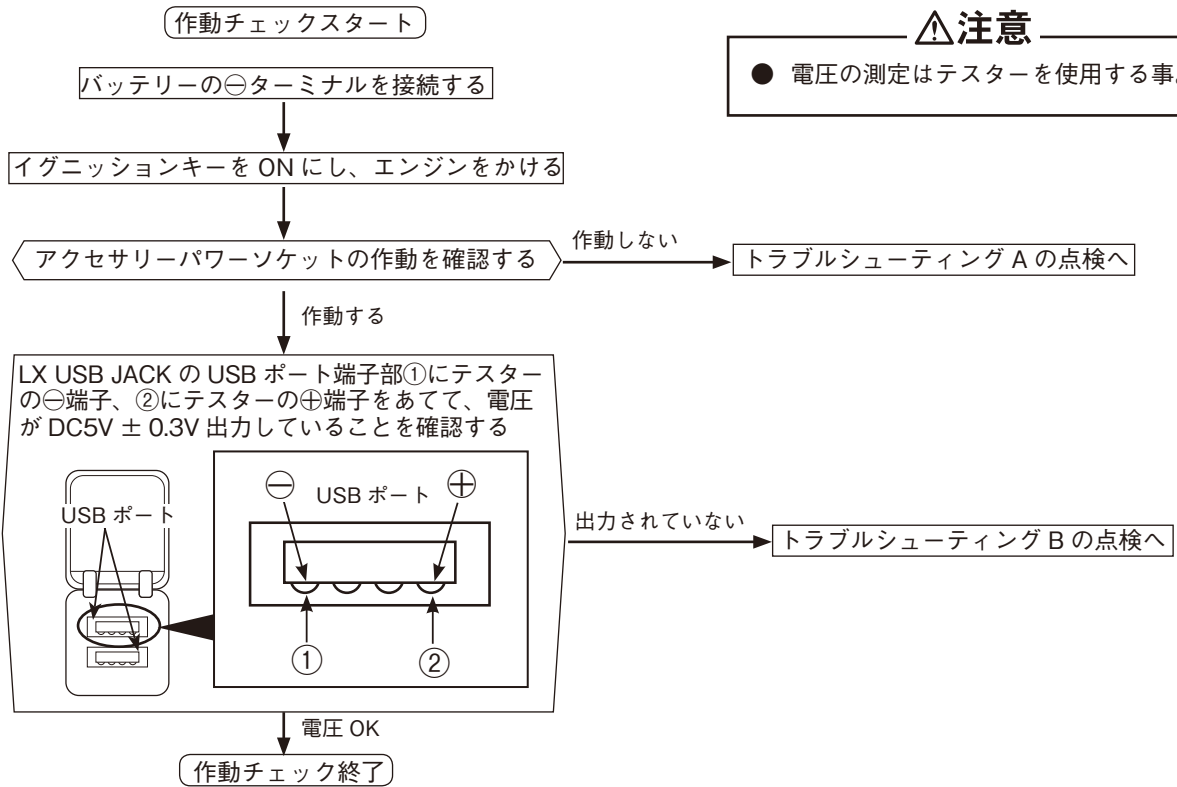 作動チェックスタート
⚠注意
● 電圧の測定はテスターを使用する事。
バッテリーの⊖ターミナルを接続する
イグニッションキーを ON にし、エンジンをかける
アクセサリーパワーソケットの作動を確認する
作動しない
トラブルシューティング A の点検へ
作動する
LX USB JACK の USB ポート端子部①にテスター
の⊖端子、②にテスターの⊕端子をあてて、電圧
が DC5V ± 0.3V 出力していることを確認する
USB ポート
⊖ USB ポート ⊕
① ②
出力されていない
トラブルシューティング B の点検へ
電圧 OK
作動チェック終了